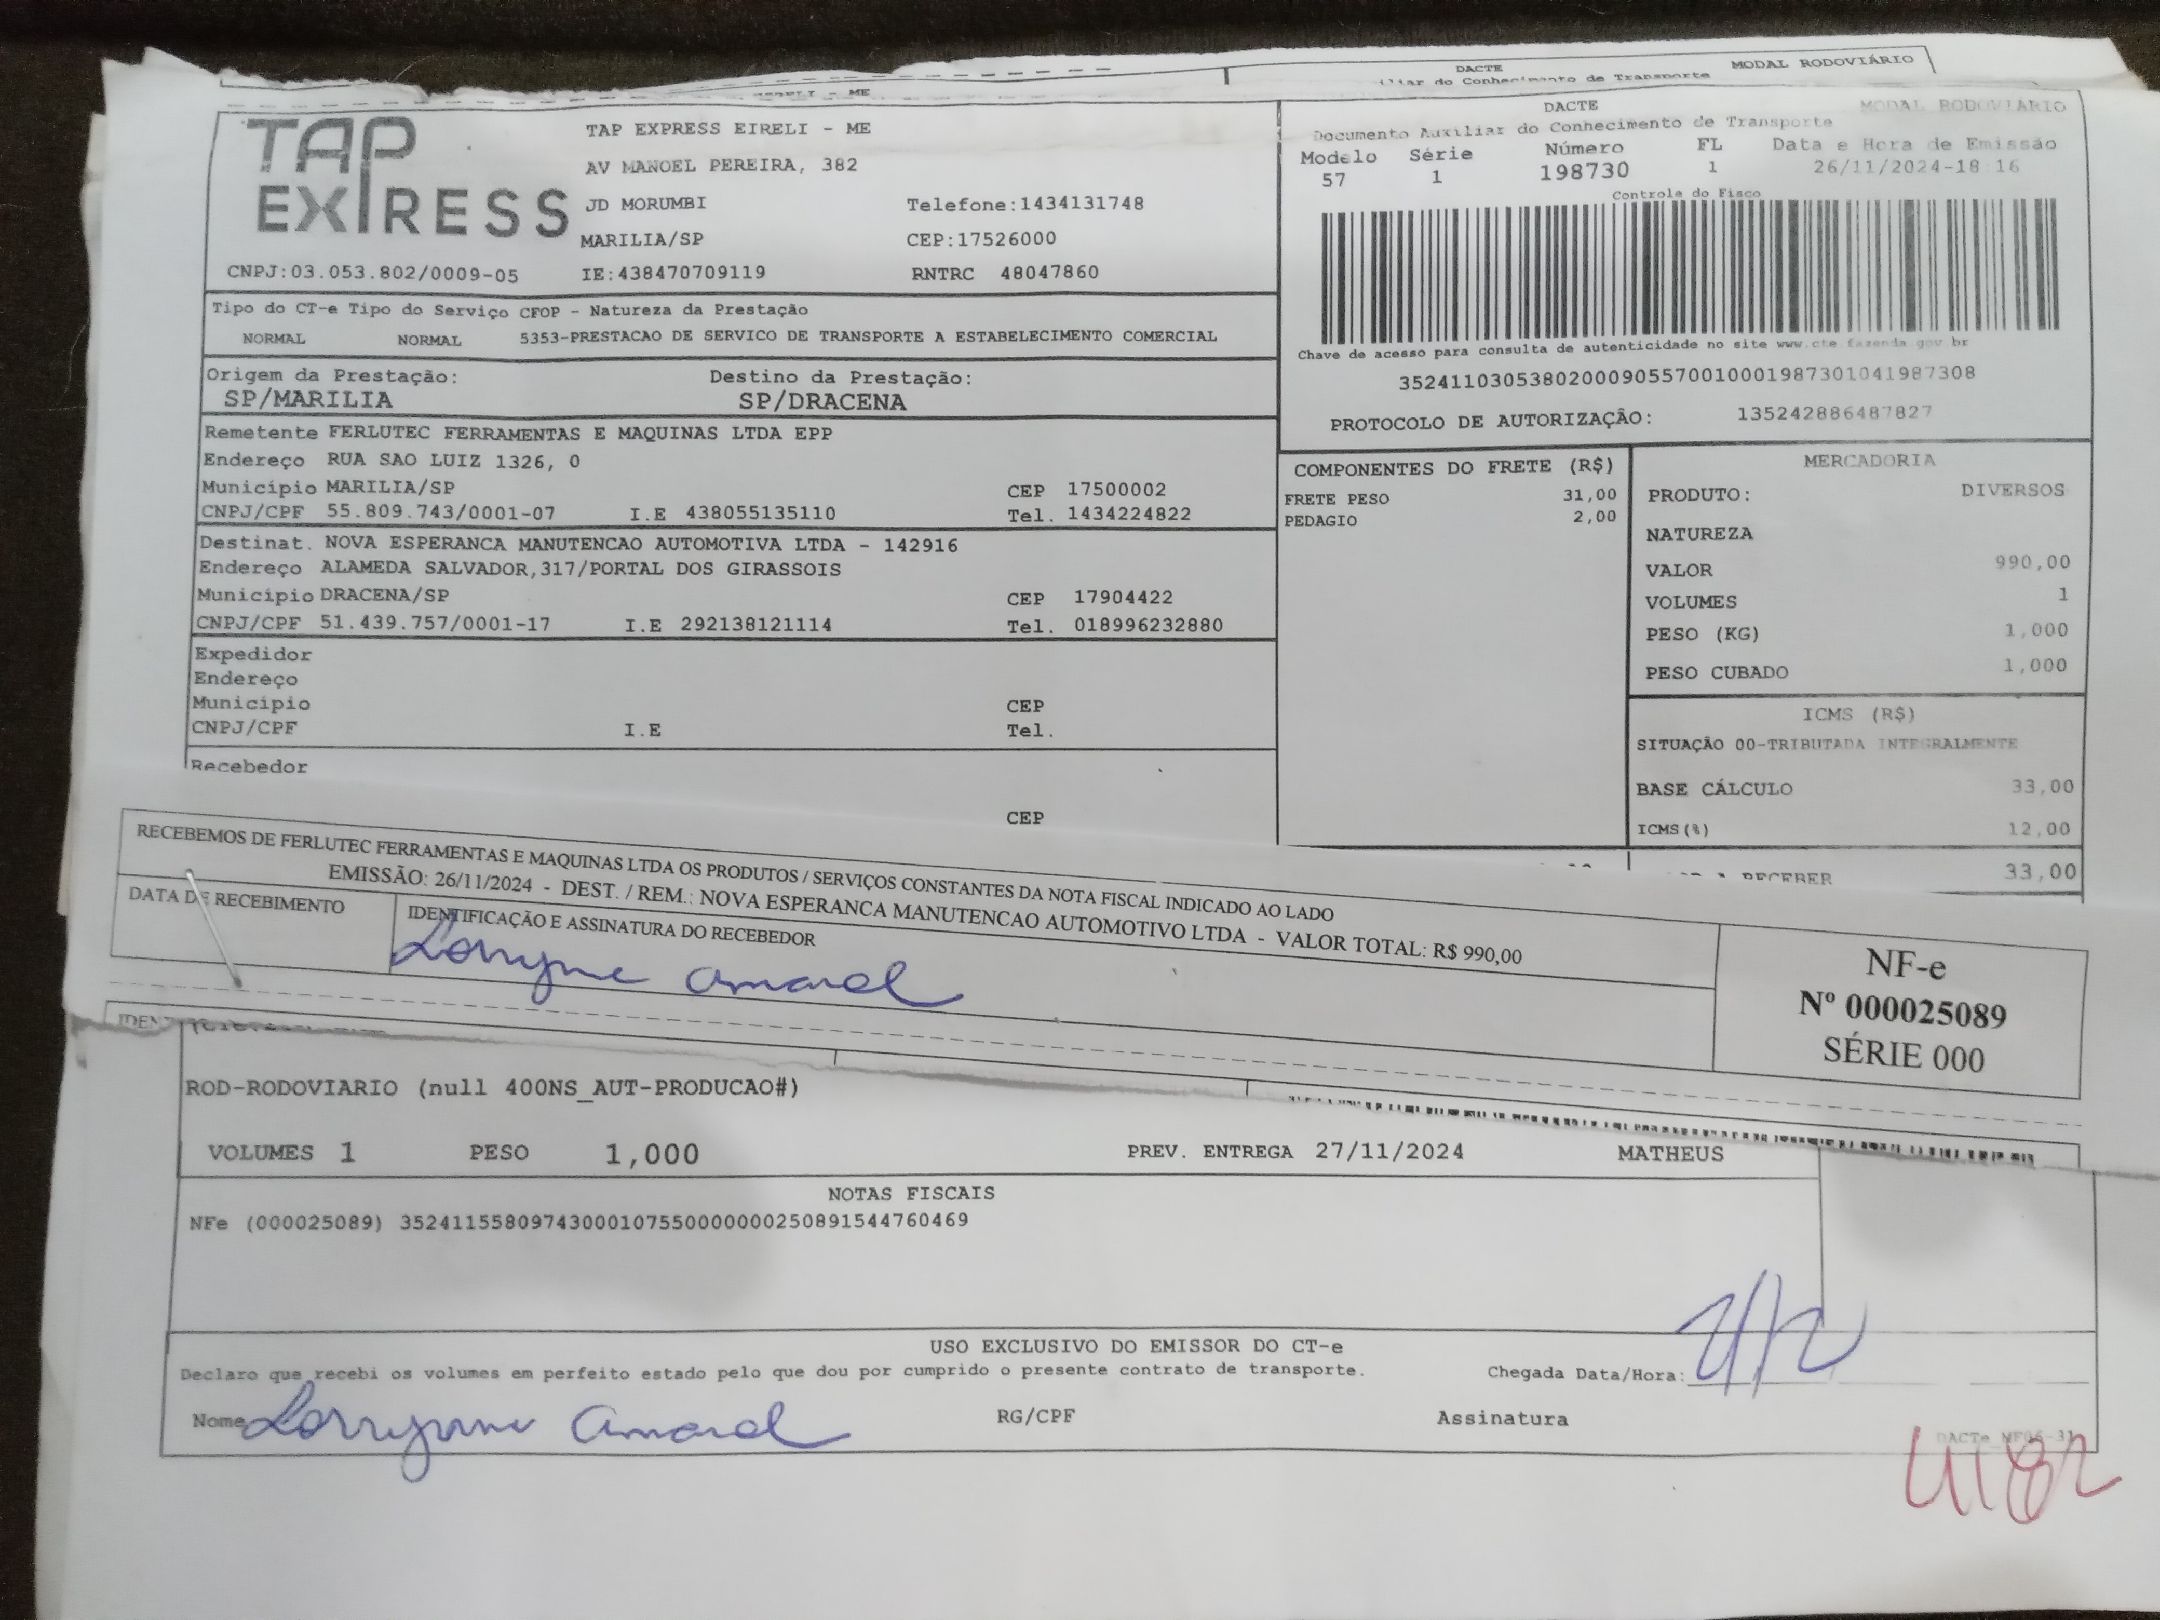 DACTE
MODAL RODOVIÁRIO
TAP EXPRESS
TAP EXPRESS EIRELI - ME
AV MANOEL PEREIRA, 382
JD MORUMBI Telefone:1434131748
MARILIA/SP CEP:17526000
CNPJ:03.053.802/0009-05 IE:438470709119 RNTRC 48047860
DACTE MODAL RODOVIARIO
Documento Auxiliar do Conhecimento de Transporte
Modelo Série Número FL Data e Hora de Emissão
57 1 198730 1 26/11/2024-18:16
Controle do Fisco
Chave de acesso para consulta de autenticidade no site www.cte.fazenda.gov.br
35241103053802000905570010001987301041987308
PROTOCOLO DE AUTORIZAÇÃO: 135242886487827
Tipo do CT-e Tipo do Serviço CFOP - Natureza da Prestação
NORMAL NORMAL 5353-PRESTACAO DE SERVICO DE TRANSPORTE A ESTABELECIMENTO COMERCIAL
Origem da Prestação: Destino da Prestação:
SP/MARILIA SP/DRACENA
Remetente FERLUTEC FERRAMENTAS E MAQUINAS LTDA EPP
Endereço RUA SAO LUIZ 1326, 0
Município MARILIA/SP CEP 17500002
CNPJ/CPF 55.809.743/0001-07 I.E 438055135110 Tel. 1434224822
Destinat. NOVA ESPERANCA MANUTENCAO AUTOMOTIVA LTDA - 142916
Endereço ALAMEDA SALVADOR,317/PORTAL DOS GIRASSOIS
Município DRACENA/SP CEP 17904422
CNPJ/CPF 51.439.757/0001-17 I.E 292138121114 Tel. 018996232880
Expedidor
Endereço
Município CEP
CNPJ/CPF I.E Tel.
Recebedor
CEP
COMPONENTES DO FRETE (R$)
FRETE PESO 31,00
PEDAGIO 2,00
MERCADORIA
PRODUTO: DIVERSOS
NATUREZA
VALOR 990,00
VOLUMES 1
PESO (KG) 1,000
PESO CUBADO 1,000
ICMS (R$)
SITUAÇÃO 00-TRIBUTADA INTEGRALMENTE
BASE CÁLCULO 33,00
ICMS(%) 12,00
RECEBER 33,00
RECEBEMOS DE FERLUTEC FERRAMENTAS E MAQUINAS LTDA OS PRODUTOS / SERVIÇOS CONSTANTES DA NOTA FISCAL INDICADO AO LADO
EMISSÃO: 26/11/2024 - DEST. / REM.: NOVA ESPERANCA MANUTENCAO AUTOMOTIVO LTDA - VALOR TOTAL: R$ 990,00
DATA DE RECEBIMENTO IDENTIFICAÇÃO E ASSINATURA DO RECEBEDOR
Lorryne Amaral
NF-e
Nº 000025089
SÉRIE 000
ROD-RODOVIARIO (null 400NS_AUT-PRODUCAO#)
VOLUMES 1 PESO 1,000 PREV. ENTREGA 27/11/2024 MATHEUS
NOTAS FISCAIS
NFe (000025089) 35241155809743000107550000000250891544760469
USO EXCLUSIVO DO EMISSOR DO CT-e
Declaro que recebi os volumes em perfeito estado pelo que dou por cumprido o presente contrato de transporte. Chegada Data/Hora:
Nome Lorrynne Amaral RG/CPF Assinatura